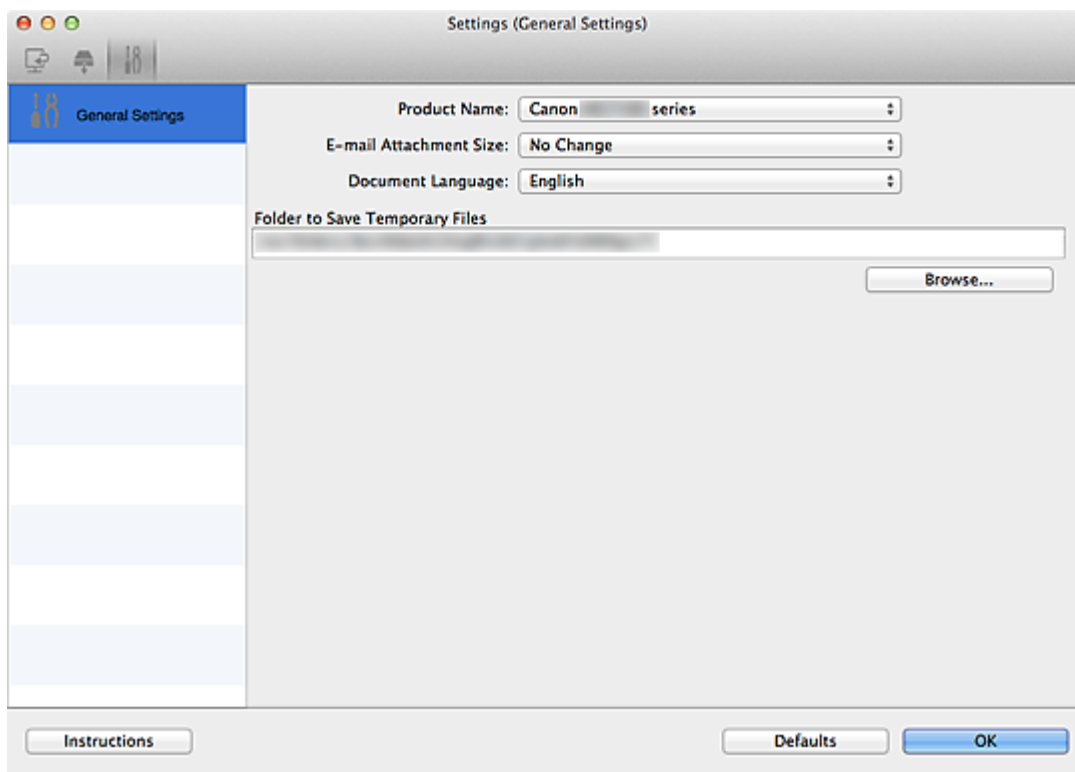 Settings (General Settings)
General Settings
Product Name: Canon series
E-mail Attachment Size: No Change
Document Language: English
Folder to Save Temporary Files
Browse...
Instructions Defaults OK